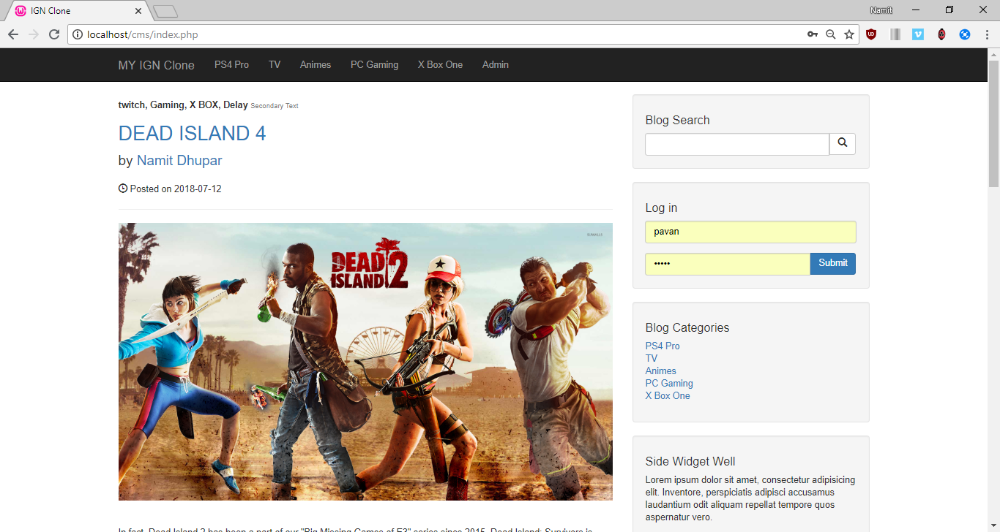 IGN Clone
Namit
localhost/cms/index.php
MY IGN Clone PS4 Pro TV Animes PC Gaming X Box One Admin
twitch, Gaming, X BOX, Delay Secondary Text
DEAD ISLAND 4
by Namit Dhupar
Posted on 2018-07-12
DEAD
ISLAND 2
In fact, Dead Island 2 has been a part of our "Big Missing Games of E3" series since 2015. Dead Island: Survivors is
Blog Search
Log in
pavan
•••••
Submit
Blog Categories
PS4 Pro
TV
Animes
PC Gaming
X Box One
Side Widget Well
Lorem ipsum dolor sit amet, consectetur adipisicing
elit. Inventore, perspiciatis adipisci accusamus
laudantium odit aliquam repellat tempore quos
aspernatur vero.